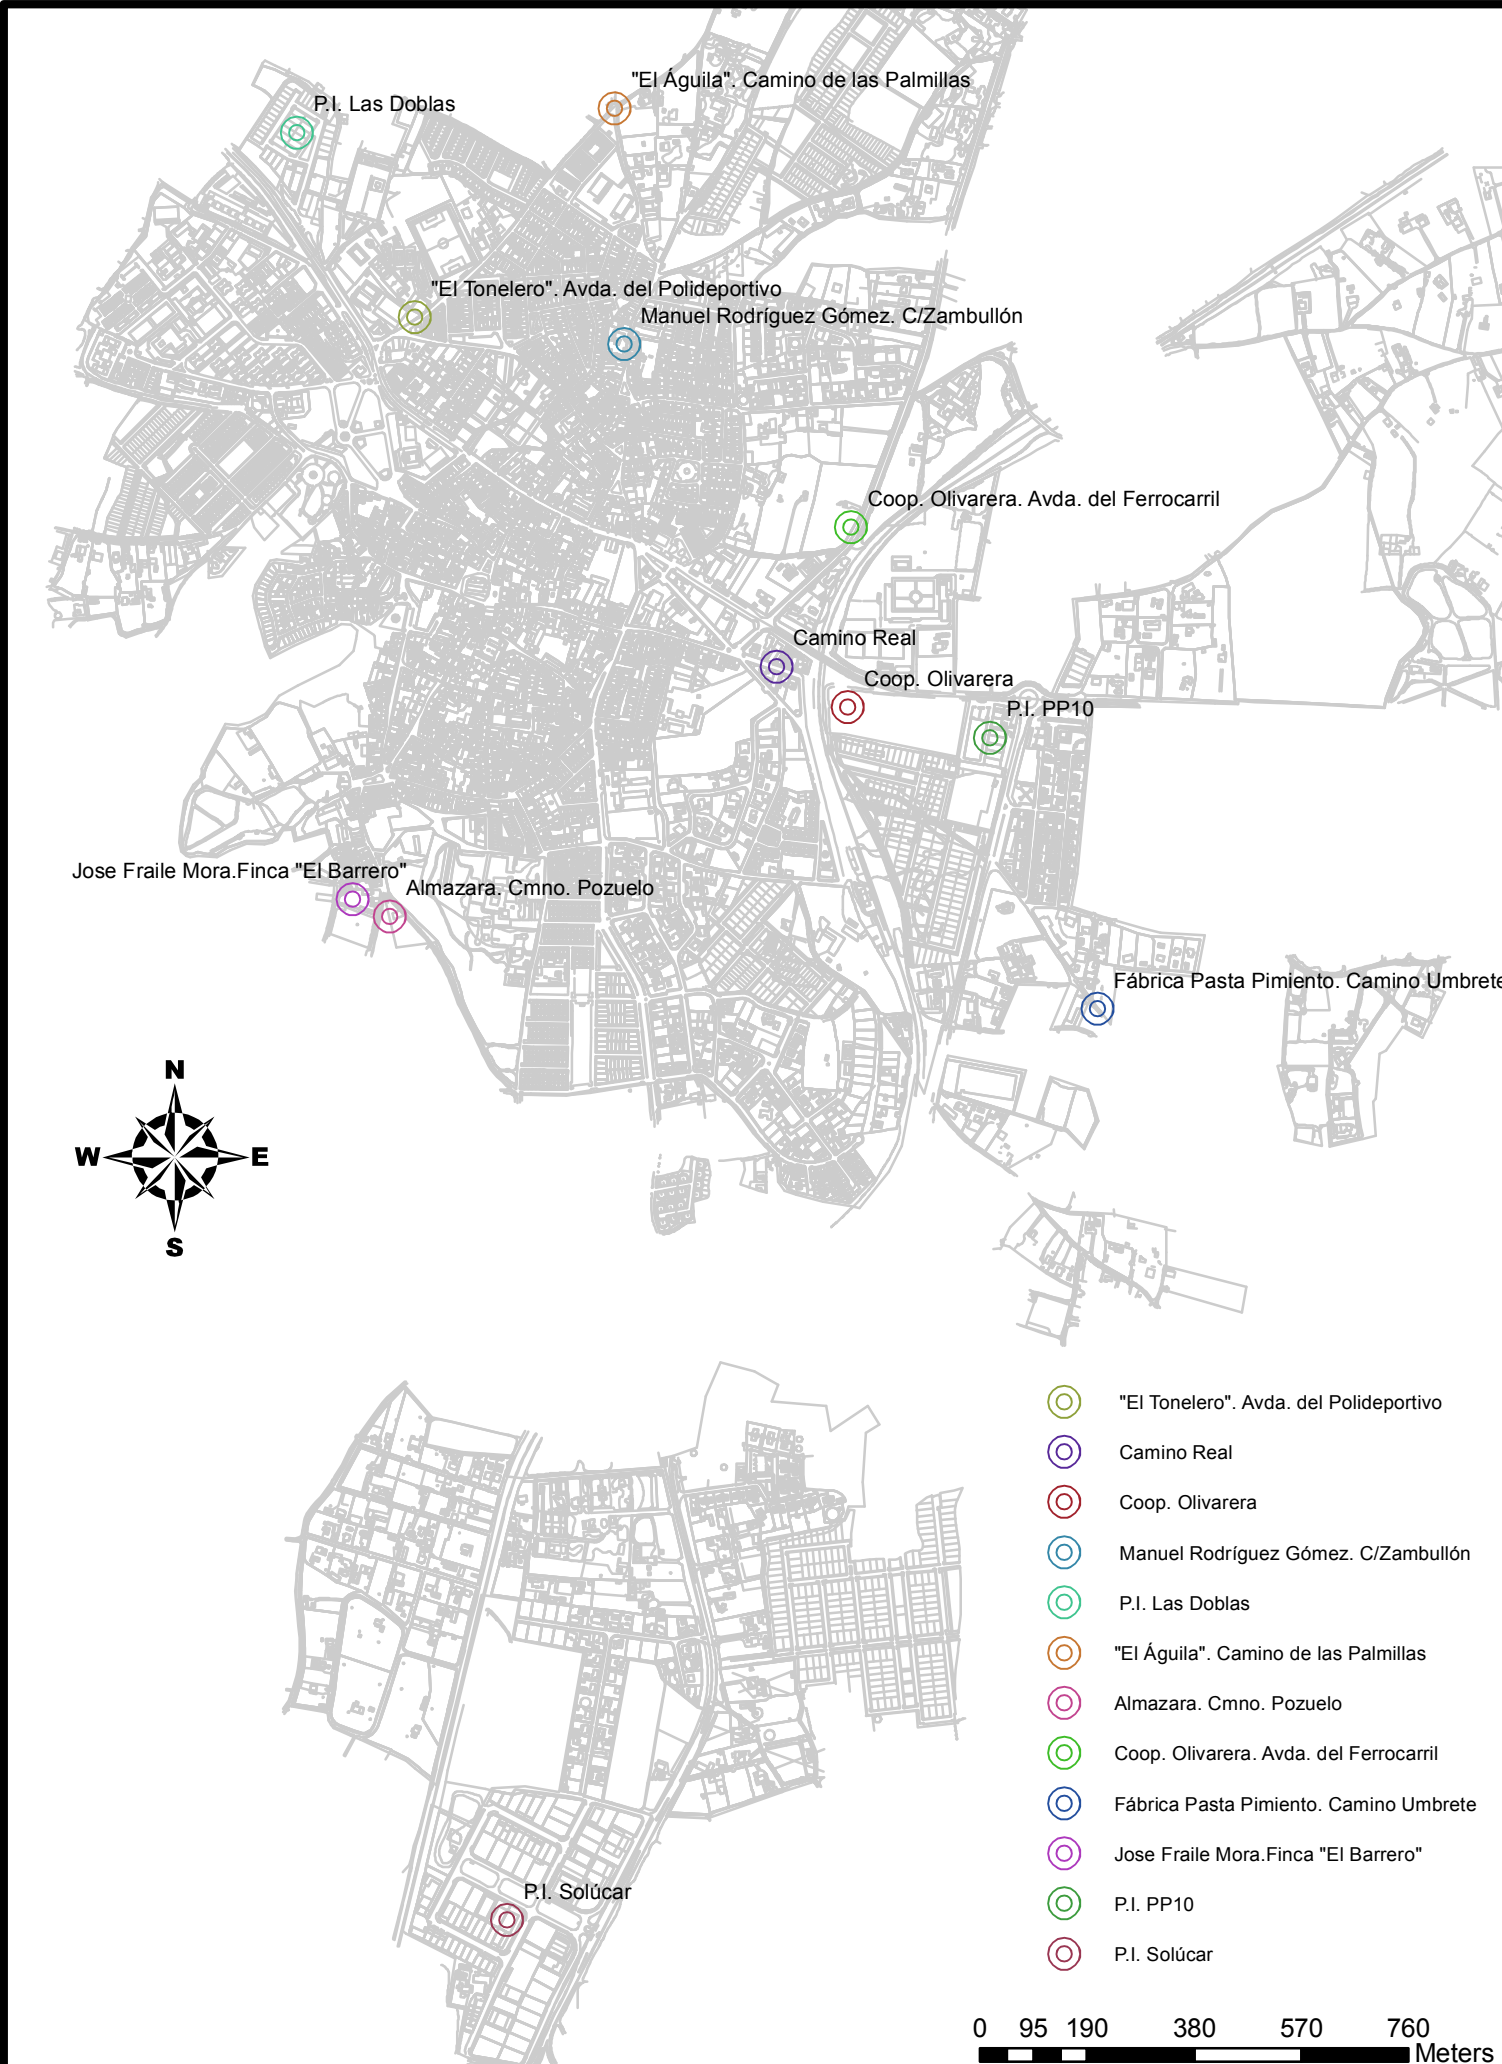 "El Águila". Camino de las Palmillas
P.I. Las Doblas
"El Tonelero". Avda. del Polideportivo
Manuel Rodríguez Gómez. C/Zambullón
Coop. Olivarera. Avda. del Ferrocarril
Camino Real
Coop. Olivarera
P.I. PP10
Jose Fraile Mora.Finca "El Barrero"
Almazara. Cmno. Pozuelo
Fábrica Pasta Pimiento. Camino Umbrete
N
W E
S
"El Tonelero". Avda. del Polideportivo
Camino Real
Coop. Olivarera
Manuel Rodríguez Gómez. C/Zambullón
P.I. Las Doblas
"El Águila". Camino de las Palmillas
Almazara. Cmno. Pozuelo
Coop. Olivarera. Avda. del Ferrocarril
Fábrica Pasta Pimiento. Camino Umbrete
Jose Fraile Mora.Finca "El Barrero"
P.I. PP10
P.I. Solúcar
P.I. Solúcar
0 95 190 380 570 760
Meters